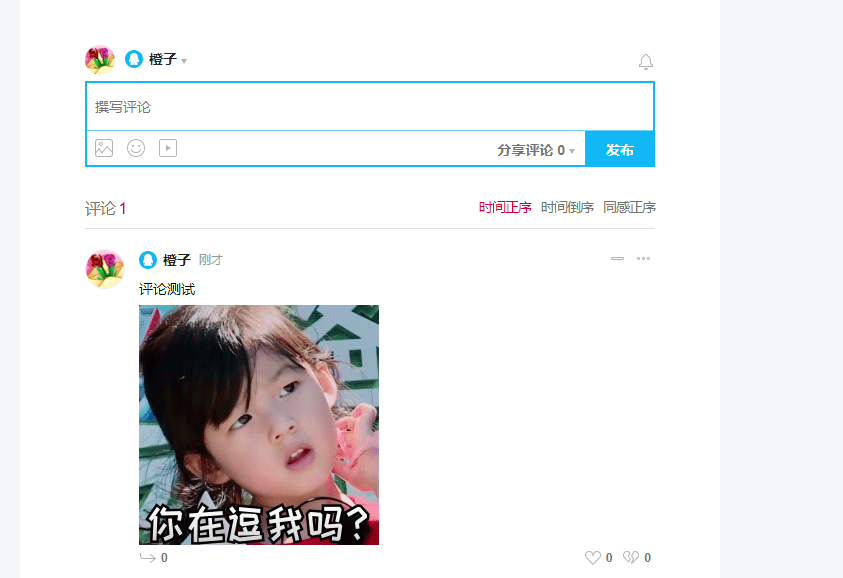 橙子
撰写评论
分享评论 0 发布
评论 1 时间正序 时间倒序 同感正序
橙子 刚才
评论测试
你在逗我吗?
0 0 0